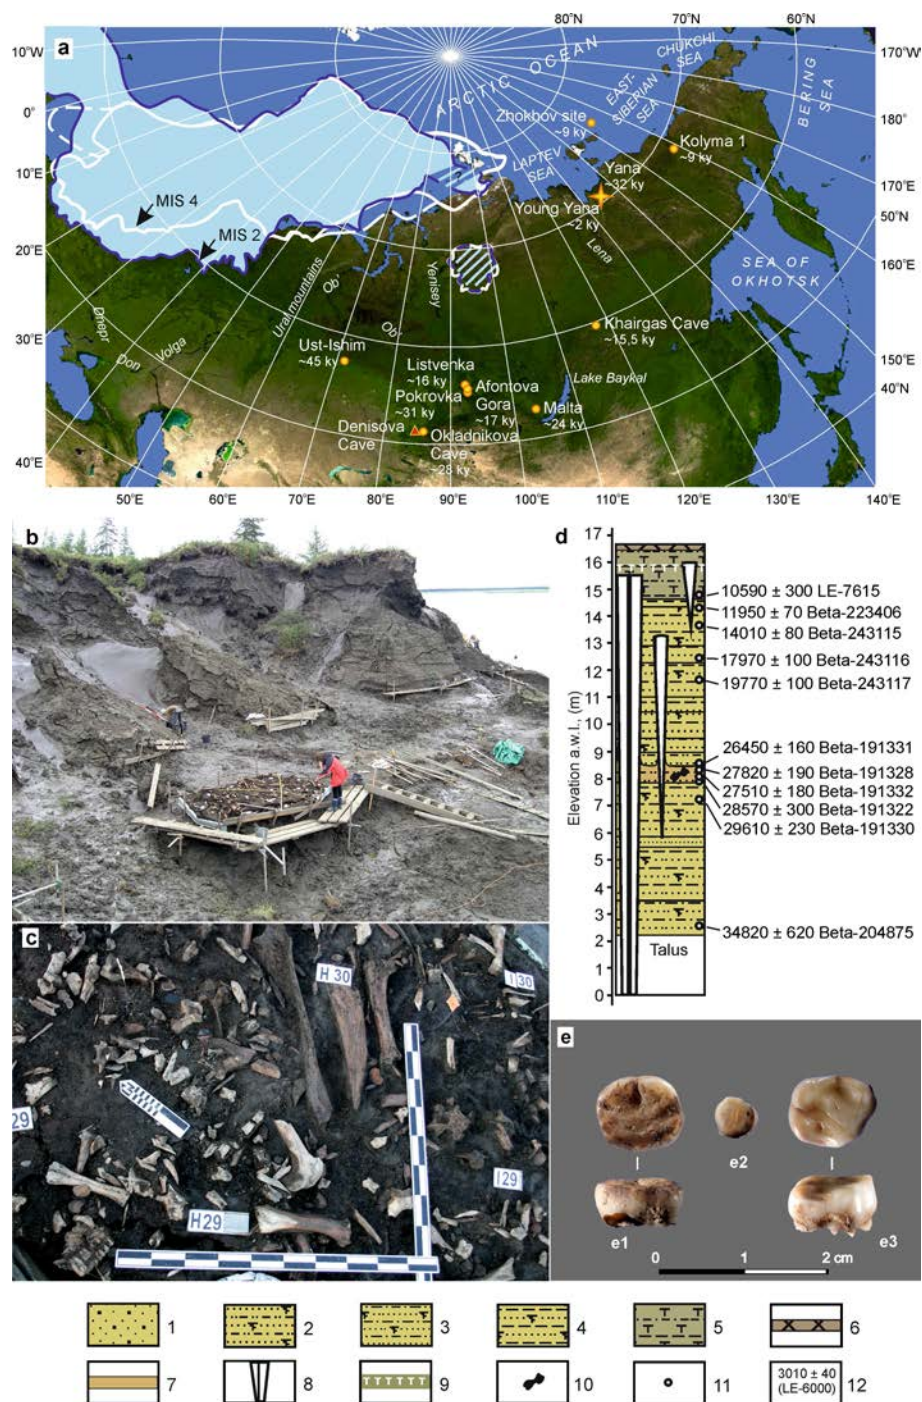 a
80°N
70°N
60°N
10°W
170°W
0°
180°
10°E
170°E
50°N
20°E
160°E
30°E
150°E
40°N
40°E
50°E
60°E
70°E
80°E
90°E
100°E
110°E
120°E
130°E
140°E
ARCTIC OCEAN
CHUKCHI
SEA
EAST-
SIBERIAN
SEA
BERING
SEA
LAPTEV
SEA
SEA OF
OKHOTSK
Zhokhov site
~9 ky
Kolyma 1
~9 ky
Yana
~32 ky
Young Yana
~2 ky
MIS 4
MIS 2
Lena
Yenisey
Ob'
Ob'
Ural mountains
Dnepr
Don
Volga
Lake Baykal
Khairgas Cave
~15,5 ky
Ust-Ishim
~45 ky
Listvenka
~16 ky
Pokrovka
~31 ky
Afontova
Gora
~17 ky
Malta
~24 ky
Denisova
Cave
Okladnikova
Cave
~28 ky
b
c
H 30
I 30
29
I 29
H29
N
d
Elevation a.w.l., (m)
17
16
15
14
13
12
11
10
9
8
7
6
5
4
3
2
1
0
Talus
10590 ± 300 LE-7615
11950 ± 70 Beta-223406
14010 ± 80 Beta-243115
17970 ± 100 Beta-243116
19770 ± 100 Beta-243117
26450 ± 160 Beta-191331
27820 ± 190 Beta-191328
27510 ± 180 Beta-191332
28570 ± 300 Beta-191322
29610 ± 230 Beta-191330
34820 ± 620 Beta-204875
e
e1
e2
e3
0 1 2 cm
1 2 3 4 5 6
7 8 9 10 11 3010 ± 40
(LE-6000) 12